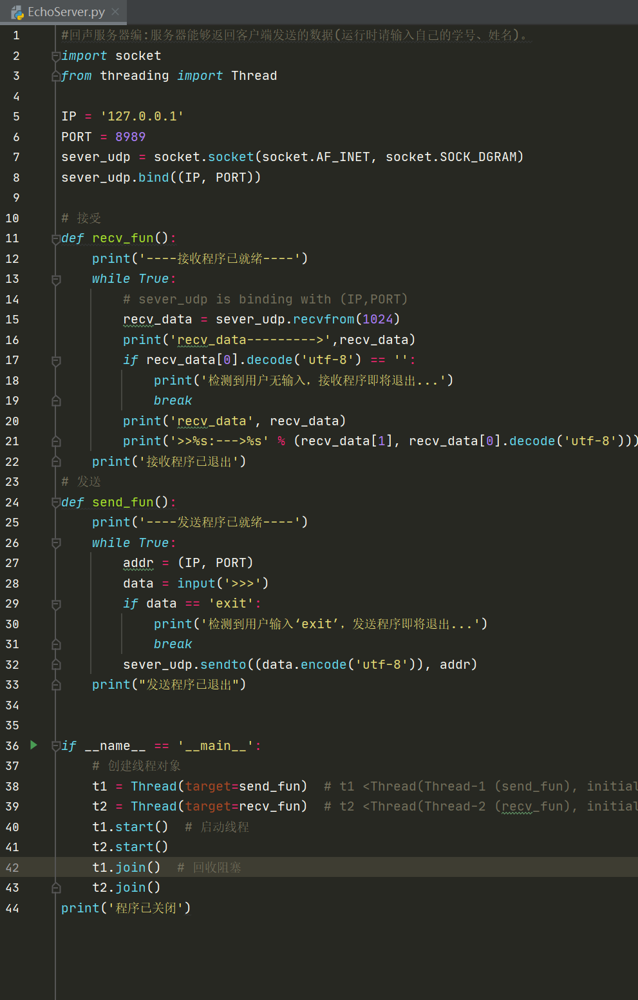 EchoServer.py
1 #回声服务器编:服务器能够返回客户端发送的数据(运行时请输入自己的学号、姓名)。
2 import socket
3 from threading import Thread
4
5 IP = '127.0.0.1'
6 PORT = 8989
7 sever_udp = socket.socket(socket.AF_INET, socket.SOCK_DGRAM)
8 sever_udp.bind((IP, PORT))
9
10 # 接受
11 def recv_fun():
12     print('----接收程序已就绪----')
13     while True:
14         # sever_udp is binding with (IP,PORT)
15         recv_data = sever_udp.recvfrom(1024)
16         print('recv_data--------->',recv_data)
17         if recv_data[0].decode('utf-8') == '':
18             print('检测到用户无输入，接收程序即将退出...')
19             break
20         print('recv_data', recv_data)
21         print('>>%s:--->%s' % (recv_data[1], recv_data[0].decode('utf-8')))
22     print('接收程序已退出')
23 # 发送
24 def send_fun():
25     print('----发送程序已就绪----')
26     while True:
27         addr = (IP, PORT)
28         data = input('>>>')
29         if data == 'exit':
30             print('检测到用户输入‘exit’，发送程序即将退出...')
31             break
32         sever_udp.sendto((data.encode('utf-8')), addr)
33     print("发送程序已退出")
34
35
36 if __name__ == '__main__':
37     # 创建线程对象
38     t1 = Thread(target=send_fun)  # t1 <Thread(Thread-1 (send_fun), initial
39     t2 = Thread(target=recv_fun)  # t2 <Thread(Thread-2 (recv_fun), initial
40     t1.start()  # 启动线程
41     t2.start()
42     t1.join()  # 回收阻塞
43     t2.join()
44 print('程序已关闭')